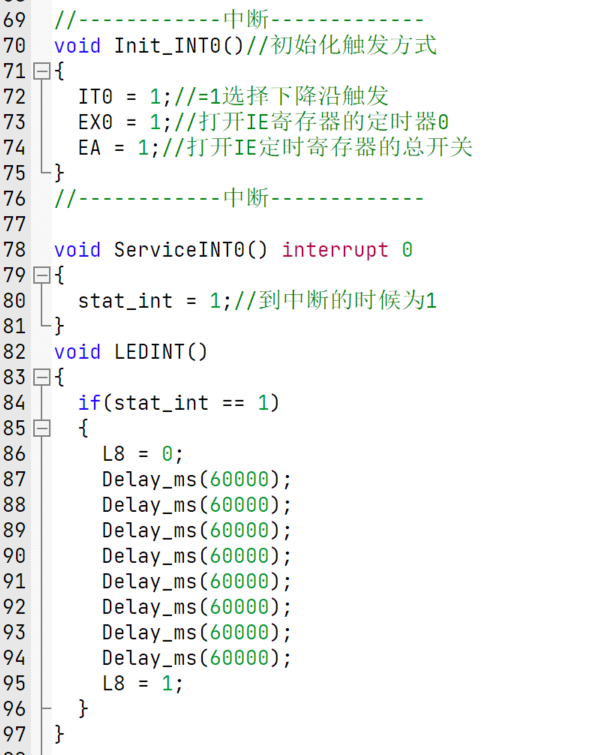 69 //------------中断-------------
70 void Init_INT0()//初始化触发方式
71 {
72 IT0 = 1;//=1选择下降沿触发
73 EX0 = 1;//打开IE寄存器的定时器0
74 EA = 1;//打开IE定时寄存器的总开关
75 }
76 //------------中断-------------
77
78 void ServiceINT0() interrupt 0
79 {
80 stat_int = 1;//到中断的时候为1
81 }
82 void LEDINT()
83 {
84 if(stat_int == 1)
85 {
86 L8 = 0;
87 Delay_ms(60000);
88 Delay_ms(60000);
89 Delay_ms(60000);
90 Delay_ms(60000);
91 Delay_ms(60000);
92 Delay_ms(60000);
93 Delay_ms(60000);
94 Delay_ms(60000);
95 L8 = 1;
96 }
97 }